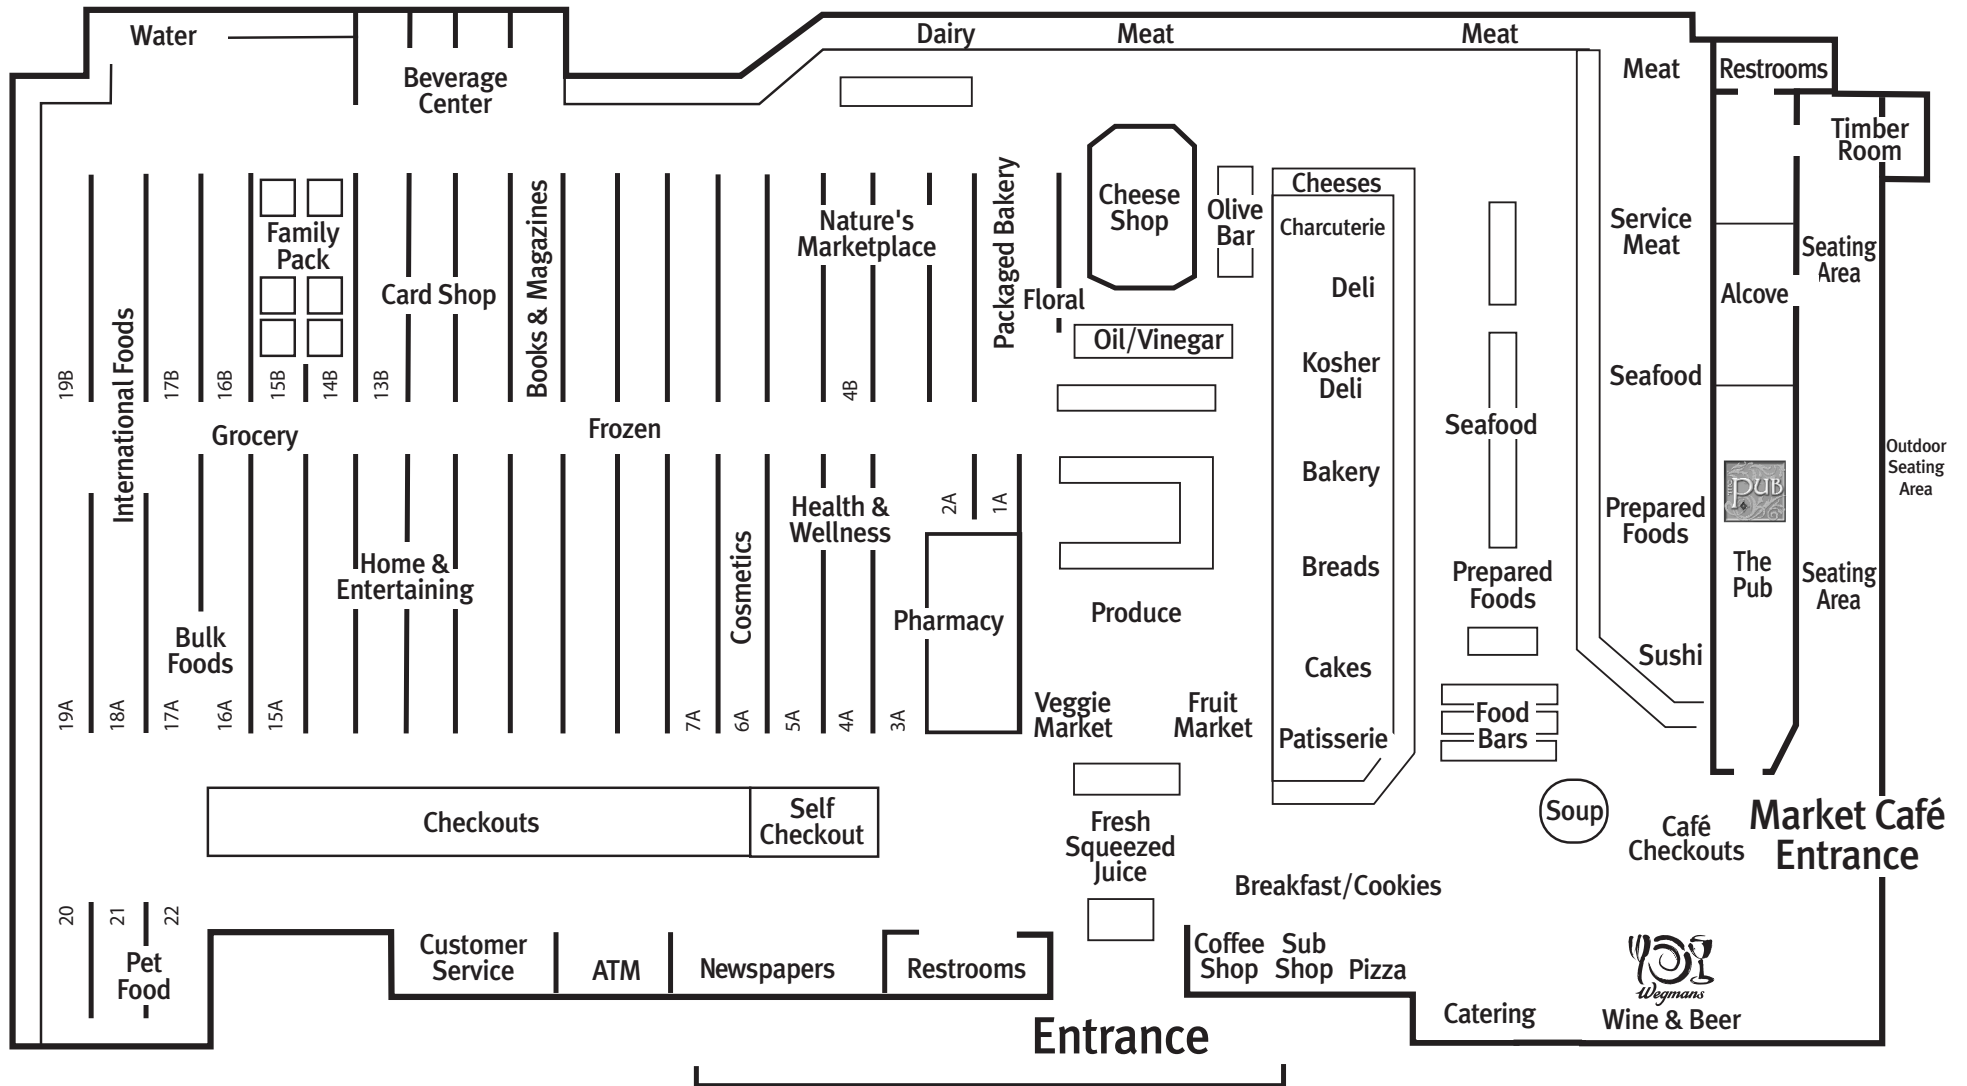 Water
Dairy
Meat
Meat
Meat
Restrooms
Beverage
Center
Timber
Room
Family
Pack
Card Shop
Books & Magazines
Nature's
Marketplace
Packaged Bakery
Floral
Cheese
Shop
Olive
Bar
Cheeses
Charcuterie
Deli
Kosher
Deli
Bakery
Breads
Cakes
Patisserie
Oil/Vinegar
Service
Meat
Seafood
Seafood
Prepared
Foods
Prepared
Foods
Sushi
Alcove
Seating
Area
Outdoor
Seating
Area
PUB
The
Pub
Seating
Area
International Foods
19B
17B
16B
15B
14B
13B
4B
Grocery
Frozen
Home &
Entertaining
Bulk
Foods
Cosmetics
Health &
Wellness
2A
1A
Pharmacy
Produce
Veggie
Market
Fruit
Market
Food
Bars
19A
18A
17A
16A
15A
7A
6A
5A
4A
3A
Checkouts
Self
Checkout
Fresh
Squeezed
Juice
Soup
Café
Checkouts
Market Café
Entrance
Breakfast/Cookies
20
21
22
Pet
Food
Customer
Service
ATM
Newspapers
Restrooms
Coffee
Shop
Sub
Shop
Pizza
Catering
Wegmans
Wine & Beer
Entrance